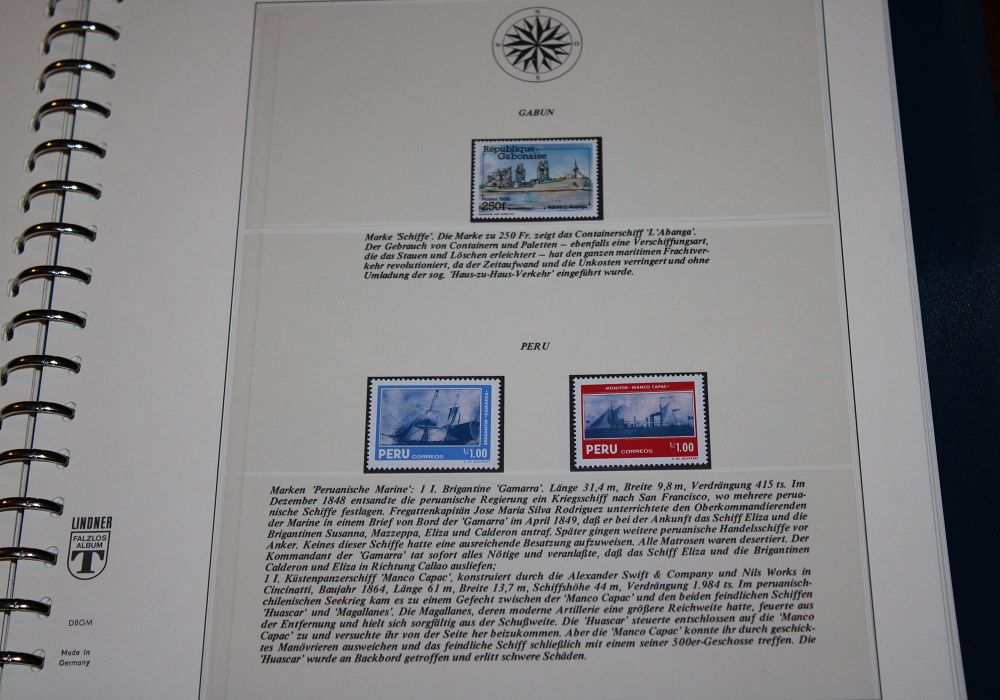 N
O
S
GABUN
République
Gabonaise
Postes 1990
250f
Marke 'Schiffe'. Die Marke zu 250 Fr. zeigt das Containerschiff 'L'Abanga'.
Der Gebrauch von Containern und Paletten — ebenfalls eine Verschiffungsart,
die das Stauen und Löschen erleichtert — hat den ganzen maritimen Frachtver-
kehr revolutioniert, da der Zeitaufwand und die Unkosten verringert und ohne
Umladung der sog. 'Haus-zu-Haus-Verkehr' eingeführt wurde.
PERU
BERGANTIN «GAMARRA»
PERU CORREOS I/.1.00
MONITOR «MANCO CAPAC»
PERU CORREOS I/.1.00
Marken 'Peruanische Marine': 1 I. Brigantine 'Gamarra'. Länge 31,4 m, Breite 9,8 m, Verdrängung 415 ts. Im
Dezember 1848 entsandte die peruanische Regierung ein Kriegsschiff nach San Francisco, wo mehrere perua-
nische Schiffe festlagen. Fregattenkapitän Jose Maria Silva Rodriguez unterrichtete den Oberkommandierenden
der Marine in einem Brief von Bord der 'Gamarra' im April 1849, daß er bei der Ankunft das Schiff Eliza und die
Brigantinen Susanna, Mazzeppa, Eliza und Calderon antraf. Später gingen weitere peruanische Handelsschiffe vor
Anker. Keines dieser Schiffe hatte eine ausreichende Besatzung aufzuweisen. Alle Matrosen waren desertiert. Der
Kommandant der 'Gamarra' tat sofort alles Nötige und veranlaßte, daß das Schiff Eliza und die Brigantinen
Calderon und Eliza in Richtung Callao ausliefen;
1 I. Küstenpanzerschiff 'Manco Capac', konstruiert durch die Alexander Swift & Company und Nils Works in
Cincinatti, Baujahr 1864, Länge 61 m, Breite 13,7 m, Schiffshöhe 44 m, Verdrängung 1.984 ts. Im peruanisch-
chilenischen Seekrieg kam es zu einem Gefecht zwischen der 'Manco Capac' und den beiden feindlichen Schiffen
'Huascar' und 'Magallanes'. Die Magallanes, deren moderne Artillerie eine größere Reichweite hatte, feuerte aus
der Entfernung und hielt sich sorgfältig aus der Schußweite. Die 'Huascar' steuerte entschlossen auf die 'Manco
Capac' zu und versuchte ihr von der Seite her beizukommen. Aber die 'Manco Capac' konnte ihr durch geschick-
tes Manövrieren ausweichen und das feindliche Schiff schließlich mit einem seiner 500er-Geschosse treffen. Die
'Huascar' wurde an Backbord getroffen und erlitt schwere Schäden.
LINDNER
FALZLOS
ALBUM
T
DBGM
Made in
Germany